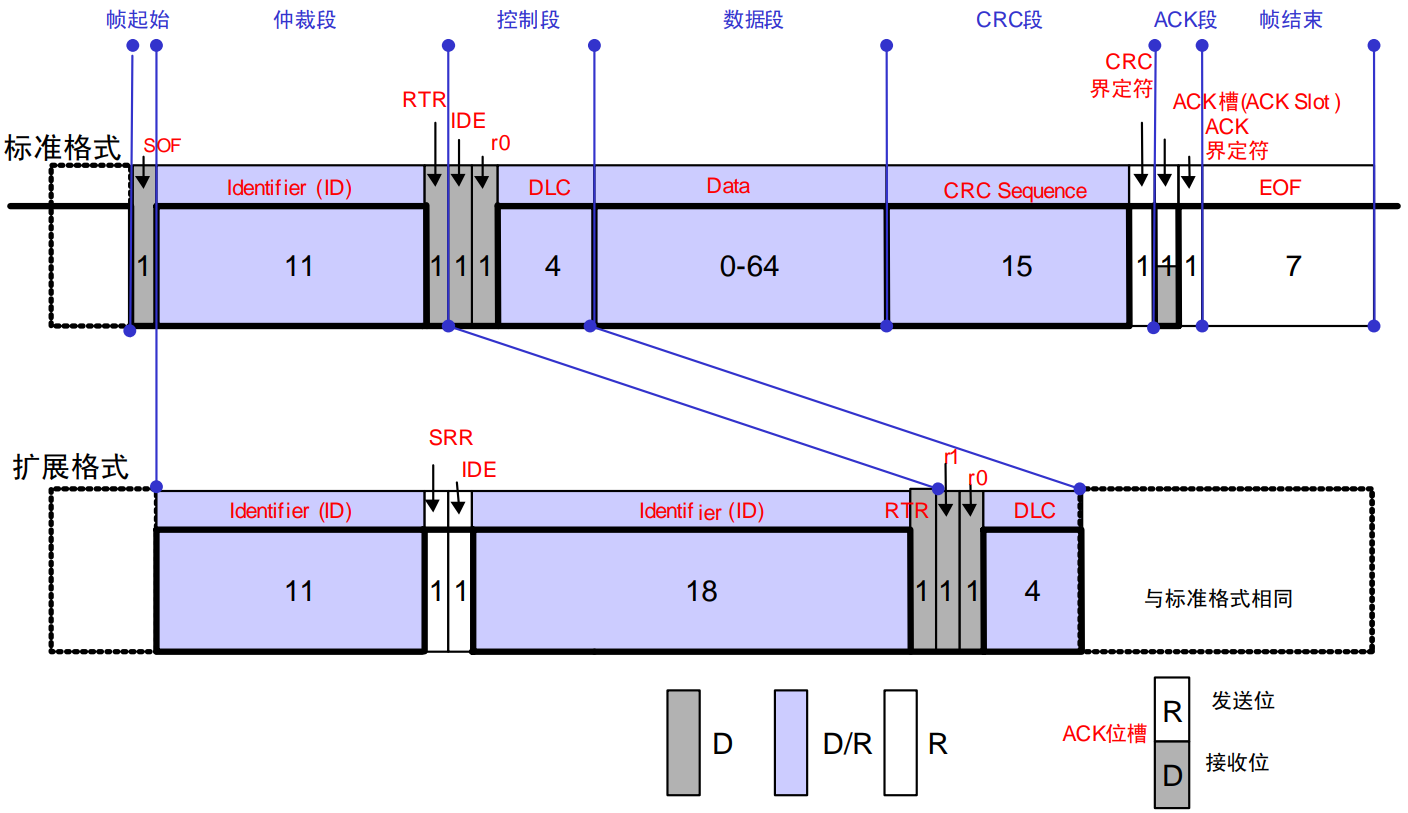 帧起始 仲裁段 控制段 数据段 CRC段 ACK段 帧结束
CRC
界定符
RTR
IDE
r0
ACK槽(ACK Slot)
ACK
界定符
标准格式
SOF
Identifier (ID) DLC Data CRC Sequence EOF
1 11 1 1 1 4 0-64 15 1 1 1 7
SRR
IDE
r1
r0
扩展格式
Identifier (ID) Identifier (ID) RTR DLC
11 1 1 18 1 1 1 4
与标准格式相同
D D/R R
ACK位槽
R 发送位
D 接收位